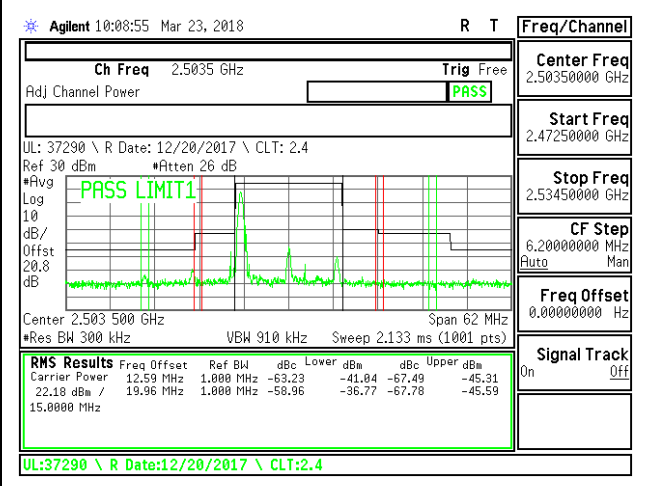 Agilent 10:08:55 Mar 23, 2018 R T
Freq/Channel
Ch Freq 2.5035 GHz Trig Free
Adj Channel Power PASS
UL: 37290 \ R Date: 12/20/2017 \ CLT: 2.4
Ref 30 dBm #Atten 26 dB
#Avg
Log
10
dB/
Offst
20.8
dB
PASS LIMIT1
Center 2.503 500 GHz Span 62 MHz
#Res BW 300 kHz VBW 910 kHz Sweep 2.133 ms (1001 pts)
RMS Results Freq Offset Ref BW dBc Lower dBm dBc Upper dBm
Carrier Power 12.59 MHz 1.000 MHz -63.23 -41.04 -67.49 -45.31
22.18 dBm / 19.96 MHz 1.000 MHz -58.96 -36.77 -67.78 -45.59
15.0000 MHz
UL:37290 \ R Date:12/20/2017 \ CLT:2.4
Center Freq
2.50350000 GHz
Start Freq
2.47250000 GHz
Stop Freq
2.53450000 GHz
CF Step
6.20000000 MHz
Auto Man
Freq Offset
0.00000000 Hz
Signal Track
On Off